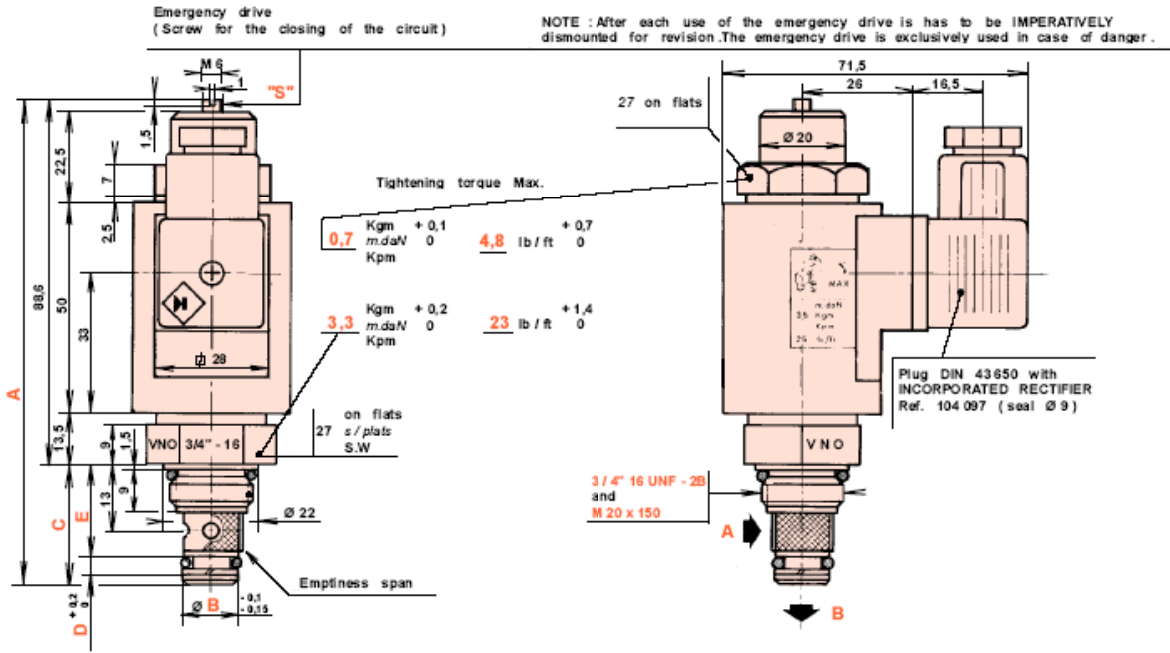 Emergency drive
( Screw for the closing of the circuit )
NOTE : After each use of the emergency drive is has to be IMPERATIVELY
dismounted for revision .The emergency drive is exclusively used in case of danger .
M 6
1
"S"
1,5
22,5
7
2,5
88,6
50
33
A
⌀ 28
13,5
9
1,5
VNO 3/4" - 16
C
E
13
9
Ø 22
Emptiness span
Ø B - 0,1
- 0,15
D + 0,2
0
Tightening torque Max.
0,7 Kgm + 0,1
m.daN 0
Kpm
4,8 lb / ft + 0,7
0
3,3 Kgm + 0,2
m.daN 0
Kpm
23 lb / ft + 1,4
0
on flats
27 s / plats
S.W
71,5
26
16,5
27 on flats
Ø 20
MAX
m.daN
3,5 Kgm
Kpm
25
Plug DIN 43 650 with
INCORPORATED RECTIFIER
Ref. 104 097 ( seal Ø 9 )
V N O
3 / 4" 16 UNF - 2B
and
M 20 x 150
A
B